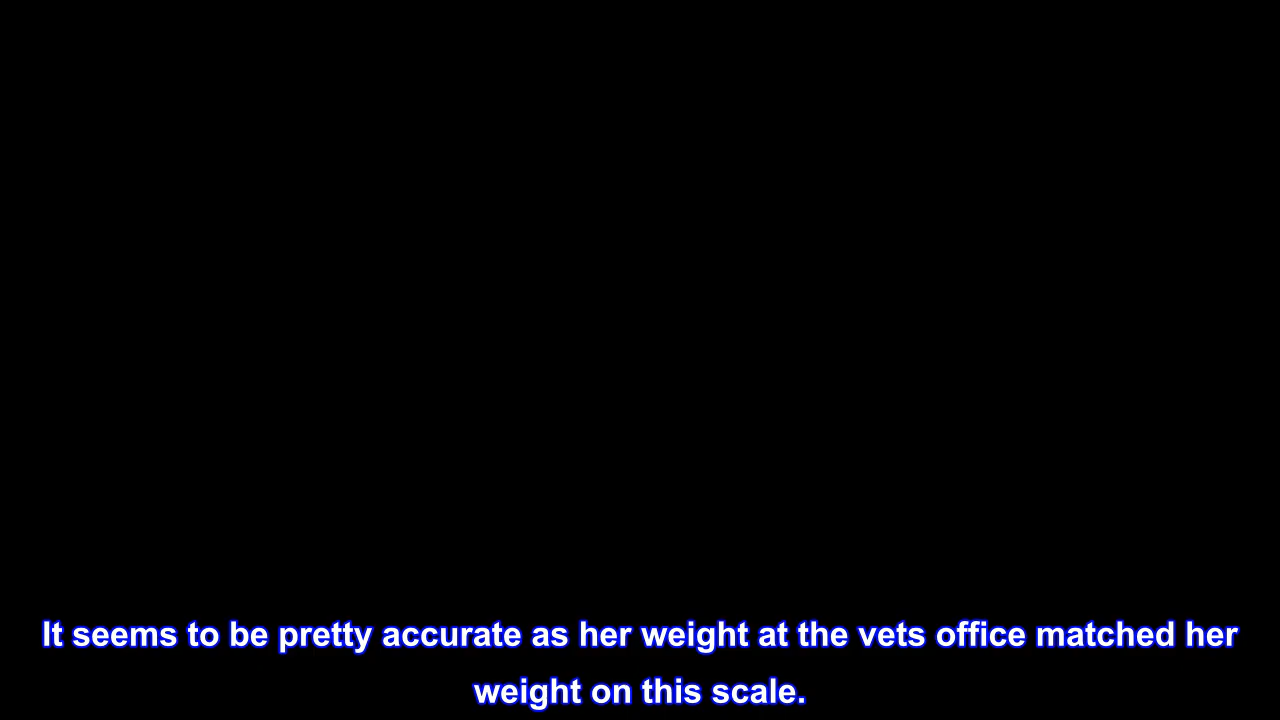 It seems to be pretty accurate as her weight at the vets office matched her
weight on this scale.